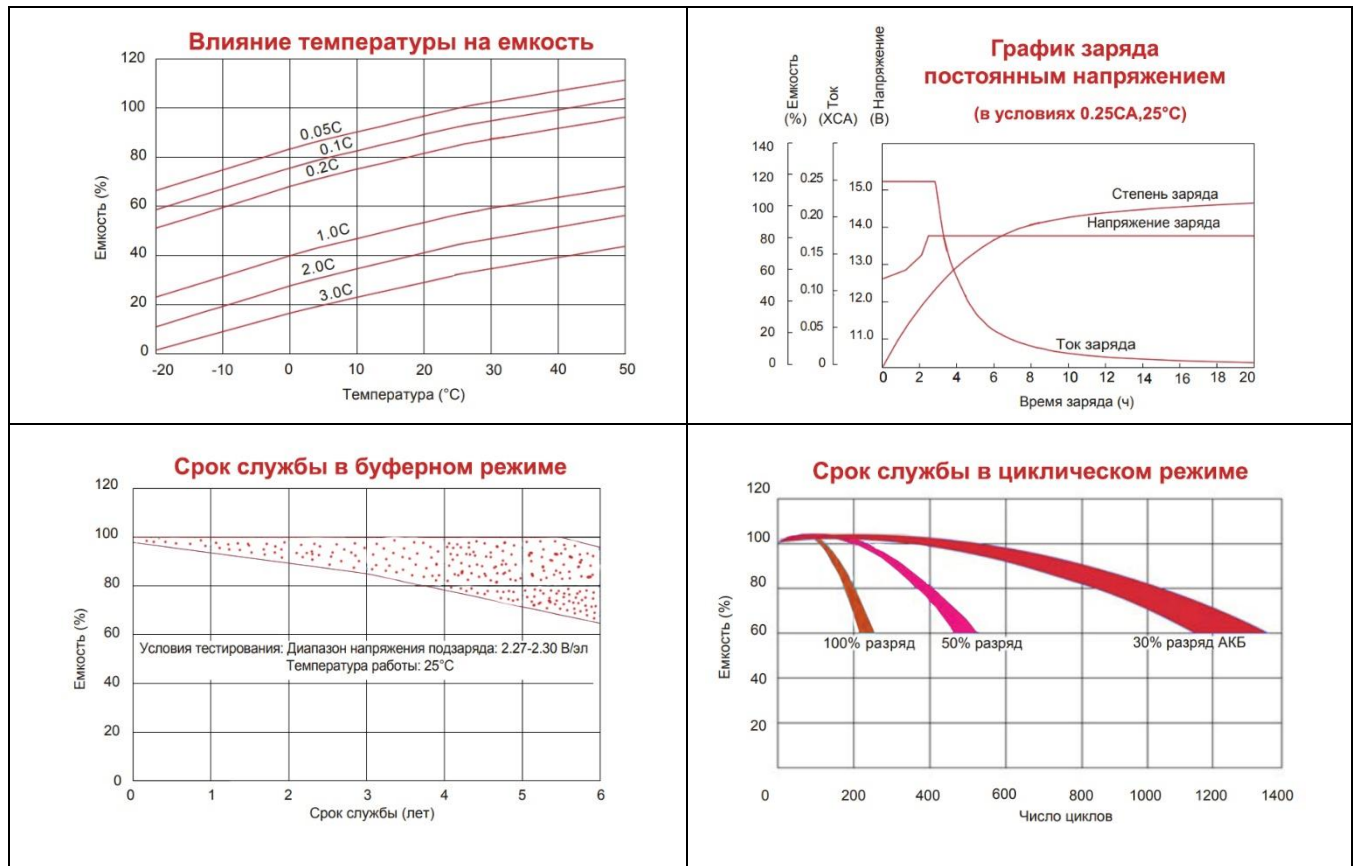 Влияние температуры на емкость
120
100
80
60
40
20
0
Емкость (%)
0.05C
0.1C
0.2C
1.0C
2.0C
3.0C
-20 -10 0 10 20 30 40 50
Температура (°C)
График заряда
постоянным напряжением
(в условиях 0.25CA,25°C)
Емкость
(%)
Ток
(XCA)
Напряжение
(В)
140
120
100
80
60
40
20
0
0.25
0.20
0.15
0.10
0.05
0
15.0
14.0
13.0
12.0
11.0
Степень заряда
Напряжение заряда
Ток заряда
0 2 4 6 8 10 12 14 16 18 20
Время заряда (ч)
Срок службы в буферном режиме
120
100
80
60
40
20
0
Емкость (%)
Условия тестирования: Диапазон напряжения подзаряда: 2.27-2.30 В/эл
Температура работы: 25°C
0 1 2 3 4 5 6
Срок службы (лет)
Срок службы в циклическом режиме
120
100
80
60
40
20
Емкость (%)
100% разряд
50% разряд
30% разряд АКБ
0 200 400 600 800 1000 1200 1400
Число циклов